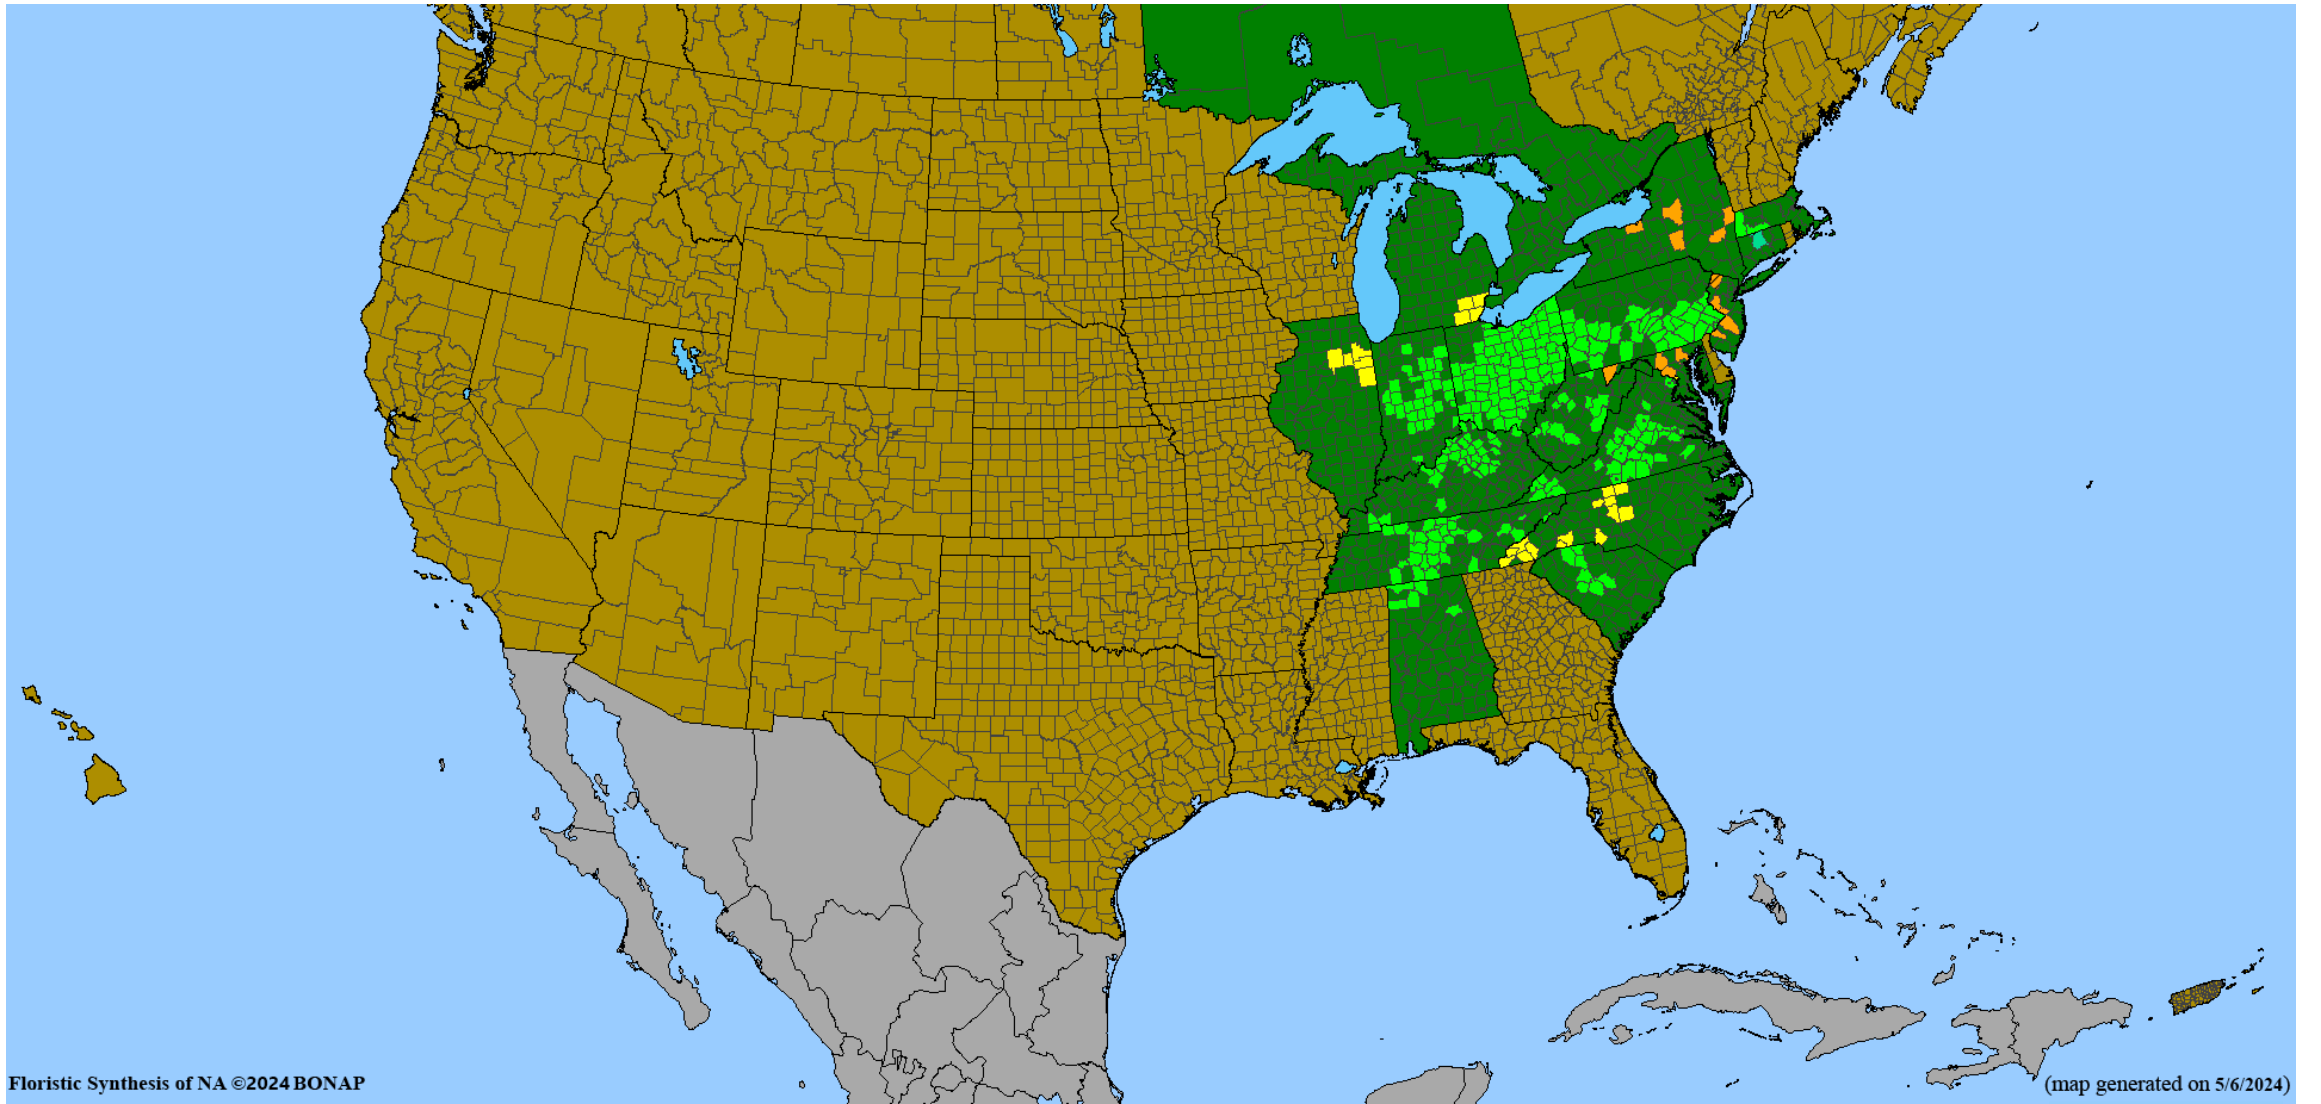 Floristic Synthesis of NA ©2024 BONAP
(map generated on 5/6/2024)